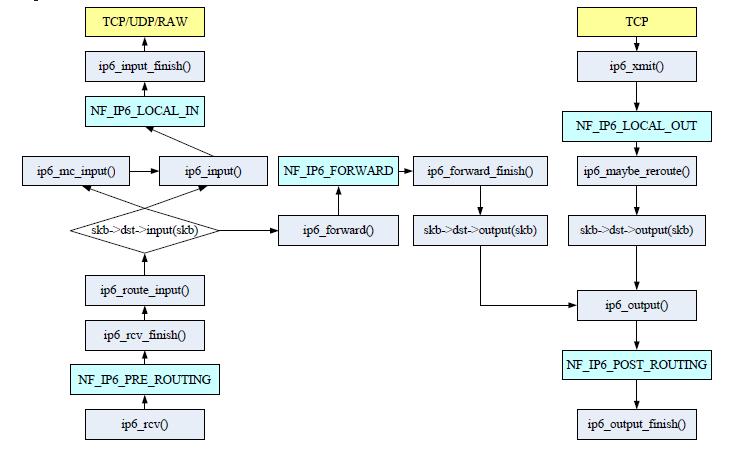 TCP/UDP/RAW
TCP
ip6_input_finish()
ip6_xmit()
NF_IP6_LOCAL_IN
NF_IP6_LOCAL_OUT
ip6_mc_input()
ip6_input()
NF_IP6_FORWARD
ip6_forward_finish()
ip6_maybe_reroute()
skb->dst->input(skb)
ip6_forward()
skb->dst->output(skb)
skb->dst->output(skb)
ip6_route_input()
ip6_output()
ip6_rcv_finish()
NF_IP6_PRE_ROUTING
NF_IP6_POST_ROUTING
ip6_rcv()
ip6_output_finish()